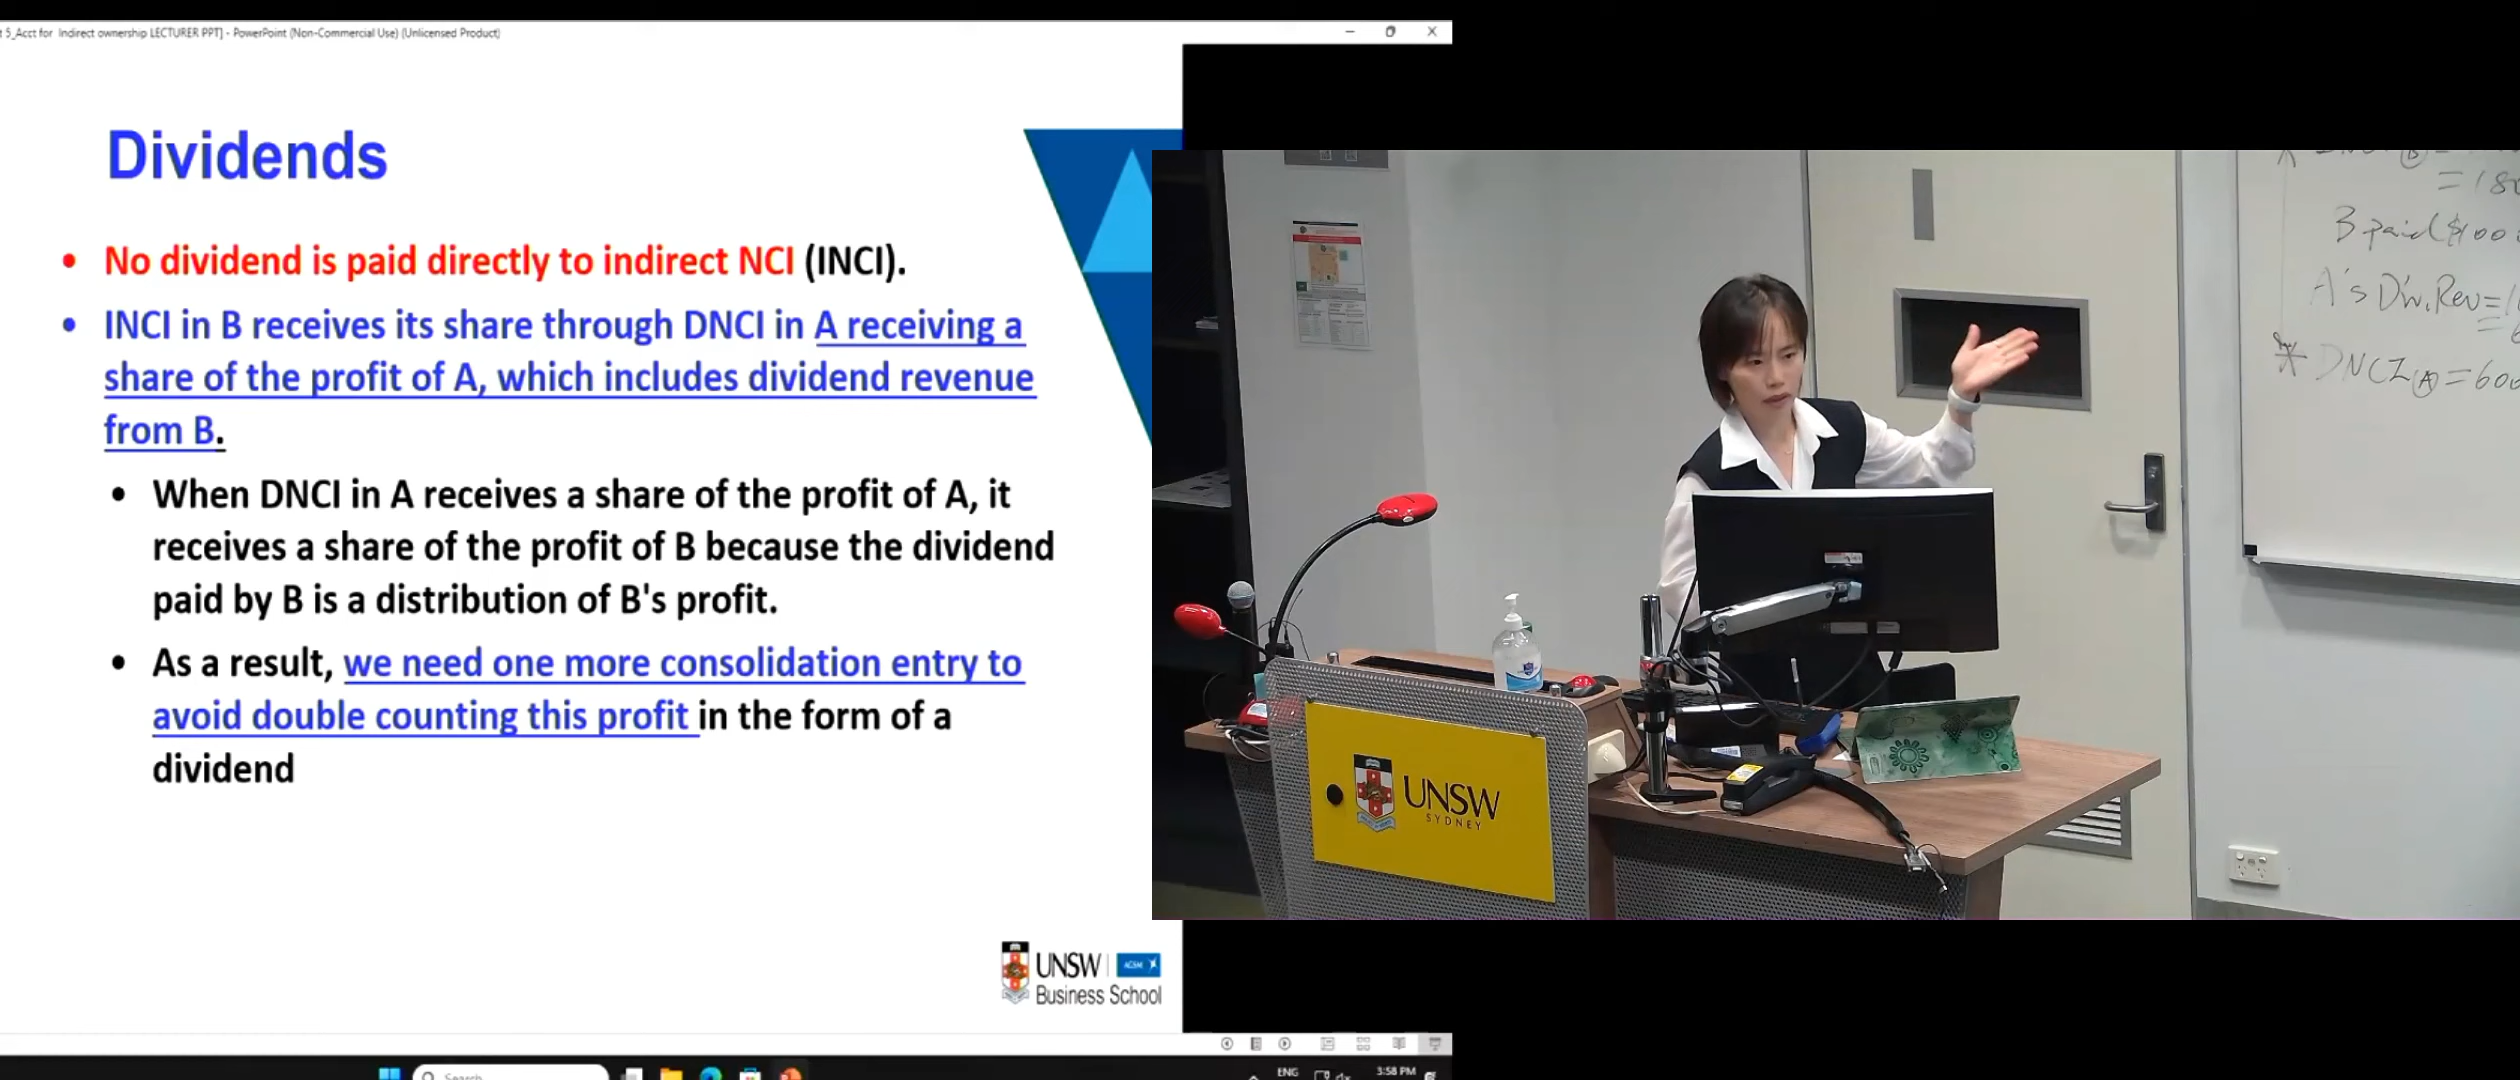 5_Acct for Indirect ownership LECTURER PPT] - PowerPoint (Non-Commercial Use) (Unlicensed Product)
Dividends
• No dividend is paid directly to indirect NCI (INCI).
• INCI in B receives its share through DNCI in A receiving a
share of the profit of A, which includes dividend revenue
from B.
• When DNCI in A receives a share of the profit of A, it
receives a share of the profit of B because the dividend
paid by B is a distribution of B's profit.
• As a result, we need one more consolidation entry to
avoid double counting this profit in the form of a
dividend
UNSW
AGSM
Business School
Search
ENG
3:58 PM
B paid $100
A's Div. Rev =
DNCI(A) = 600
UNSW
SYDNEY